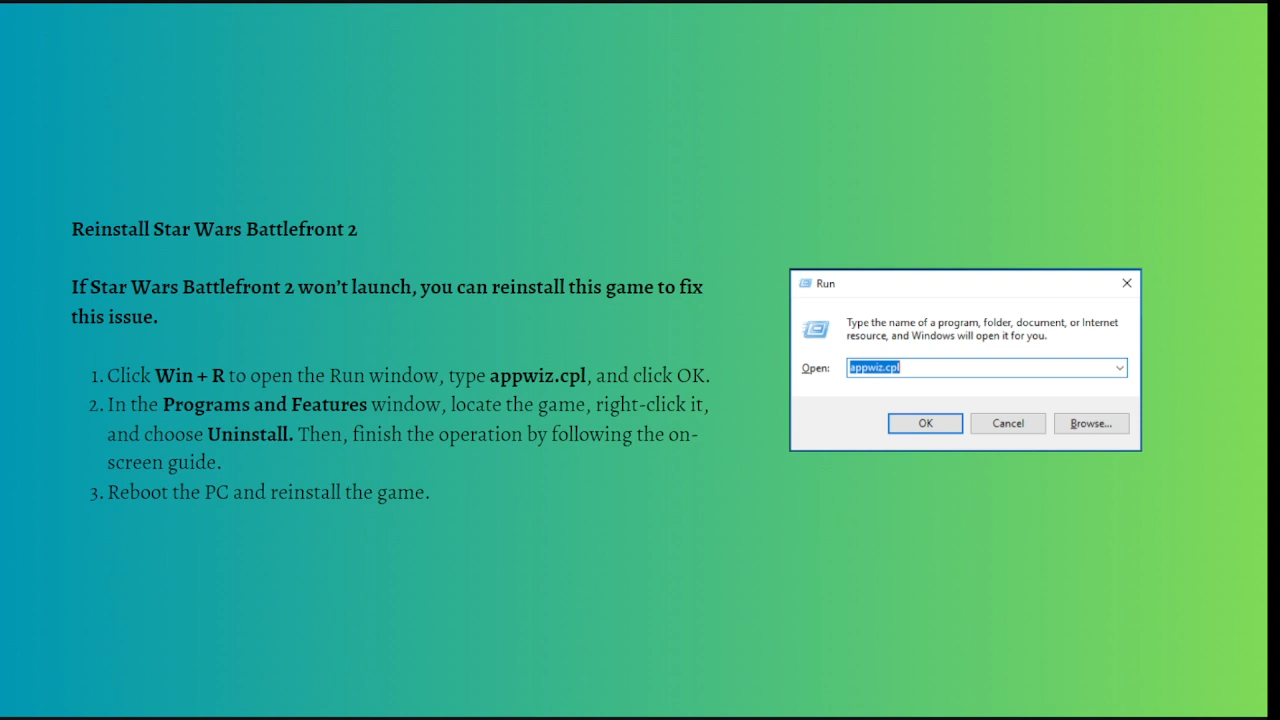 Reinstall Star Wars Battlefront 2
If Star Wars Battlefront 2 won’t launch, you can reinstall this game to fix
this issue.
1. Click Win + R to open the Run window, type appwiz.cpl, and click OK.
2. In the Programs and Features window, locate the game, right-click it,
and choose Uninstall. Then, finish the operation by following the on-
screen guide.
3. Reboot the PC and reinstall the game.
Run
Type the name of a program, folder, document, or Internet
resource, and Windows will open it for you.
Open: appwiz.cpl
OK Cancel Browse...